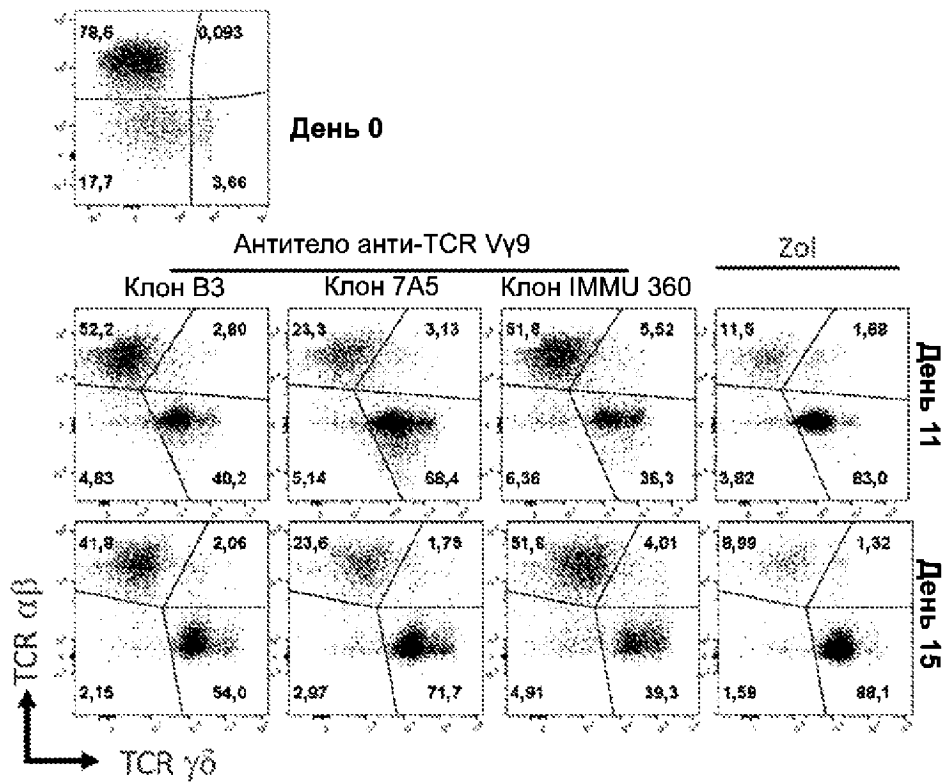 78,6 0,093
17,7 3,66
День 0
Антитело анти-TCR Vγ9
Zol
Клон B3 Клон 7A5 Клон IMMU 360
52,2 2,80 23,3 3,13 51,8 5,52 11,5 1,68
4,83 40,2 5,14 68,4 6,36 36,3 3,82 83,0
День 11
41,8 2,06 23,6 1,75 51,8 4,01 8,99 1,32
2,15 54,0 2,97 71,7 4,91 39,3 1,59 88,1
День 15
TCR αβ
TCR γδ